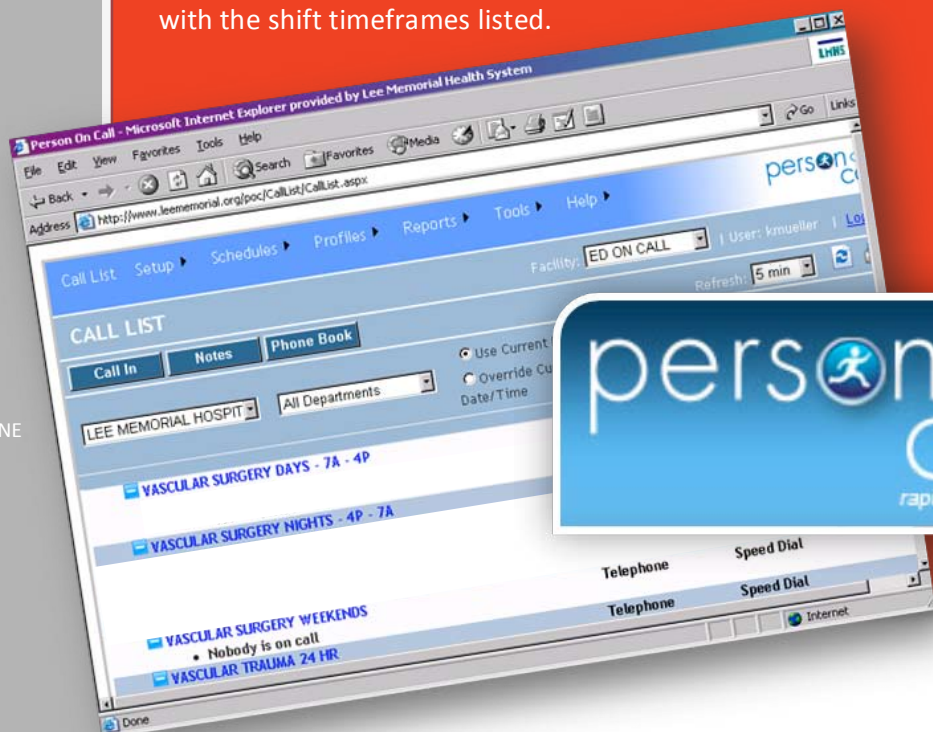 with the shift timeframes listed.
Person On Call - Microsoft Internet Explorer provided by Lee Memorial Health System
LMHS
File Edit View Favorites Tools Help
Back Search Favorites Media Go Links
Address http://www.leememorial.org/poc/CallList/CallList.aspx
person
Call List Setup Schedules Profiles Reports Tools Help
Facility: ED ON CALL | User: kmueller |
CALL LIST
Refresh: 5 min
Call In Notes Phone Book
Use Current
LEE MEMORIAL HOSPIT All Departments
Override Cu
Date/Time
pers n
rap
NE
VASCULAR SURGERY DAYS - 7A - 4P
VASCULAR SURGERY NIGHTS - 4P - 7A
Telephone Speed Dial
VASCULAR SURGERY WEEKENDS
Telephone Speed Dial
• Nobody is on call
VASCULAR TRAUMA 24 HR
Done Internet